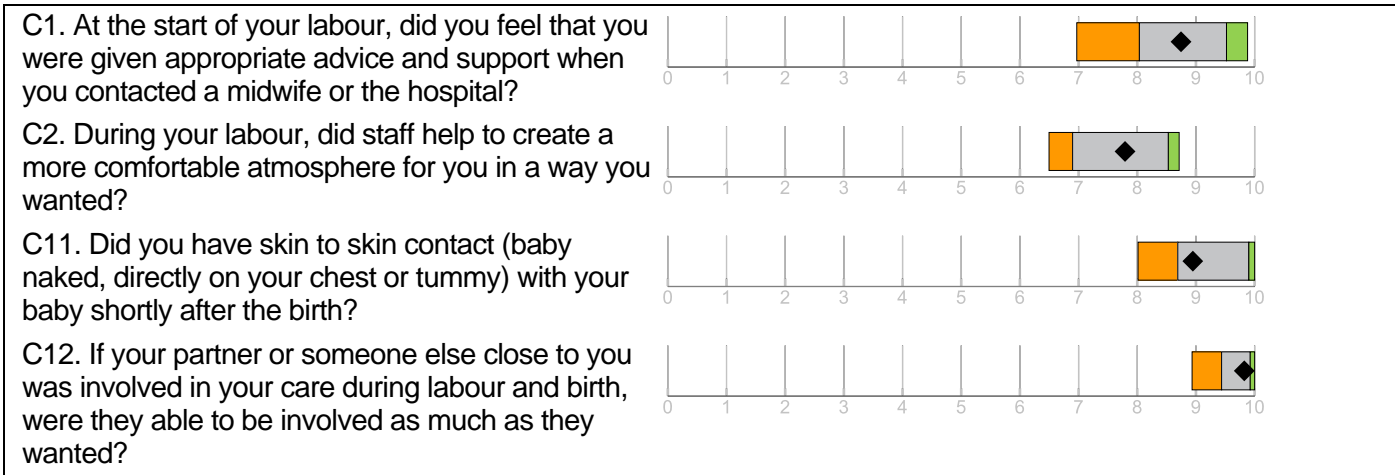 C1. At the start of your labour, did you feel that you
were given appropriate advice and support when
you contacted a midwife or the hospital?
0 1 2 3 4 5 6 7 8 9 10
C2. During your labour, did staff help to create a
more comfortable atmosphere for you in a way you
wanted?
0 1 2 3 4 5 6 7 8 9 10
C11. Did you have skin to skin contact (baby
naked, directly on your chest or tummy) with your
baby shortly after the birth?
0 1 2 3 4 5 6 7 8 9 10
C12. If your partner or someone else close to you
was involved in your care during labour and birth,
were they able to be involved as much as they
wanted?
0 1 2 3 4 5 6 7 8 9 10